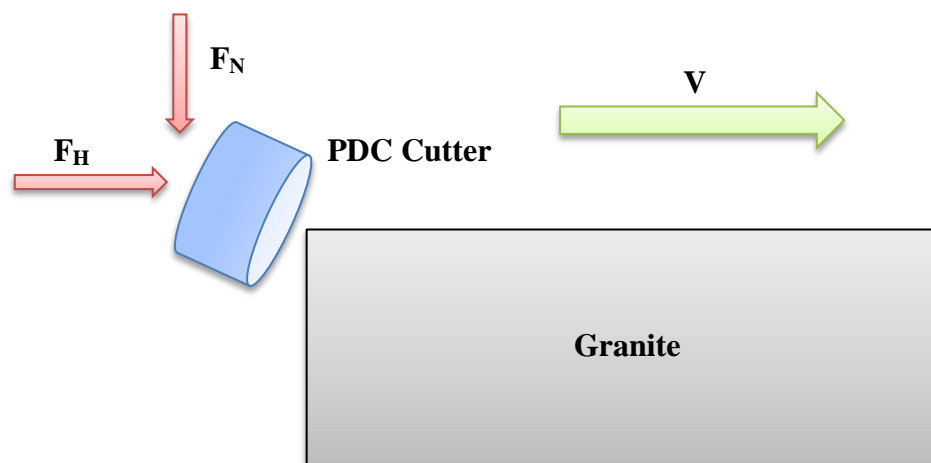 F_N
V
F_H
PDC Cutter
Granite